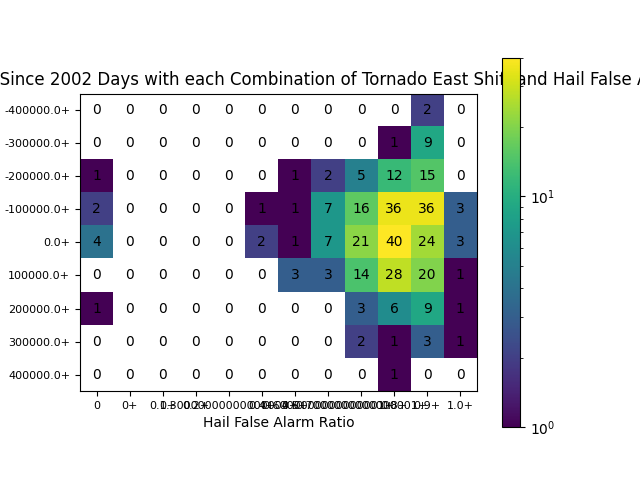 Since 2002 Days with each Combination of Tornado East Shift and Hail False A
-400000.0+ 0 0 0 0 0 0 0 0 0 0 2 0
-300000.0+ 0 0 0 0 0 0 0 0 0 1 9 0
-200000.0+ 1 0 0 0 0 0 1 2 5 12 15 0
-100000.0+ 2 0 0 0 0 1 1 7 16 36 36 3
0.0+ 4 0 0 0 0 2 1 7 21 40 24 3
100000.0+ 0 0 0 0 0 0 3 3 14 28 20 1
200000.0+ 1 0 0 0 0 0 0 0 3 6 9 1
300000.0+ 0 0 0 0 0 0 0 0 2 1 3 1
400000.0+ 0 0 0 0 0 0 0 0 0 1 0 0
0 0+ 1.0+
Hail False Alarm Ratio
10^1
10^0